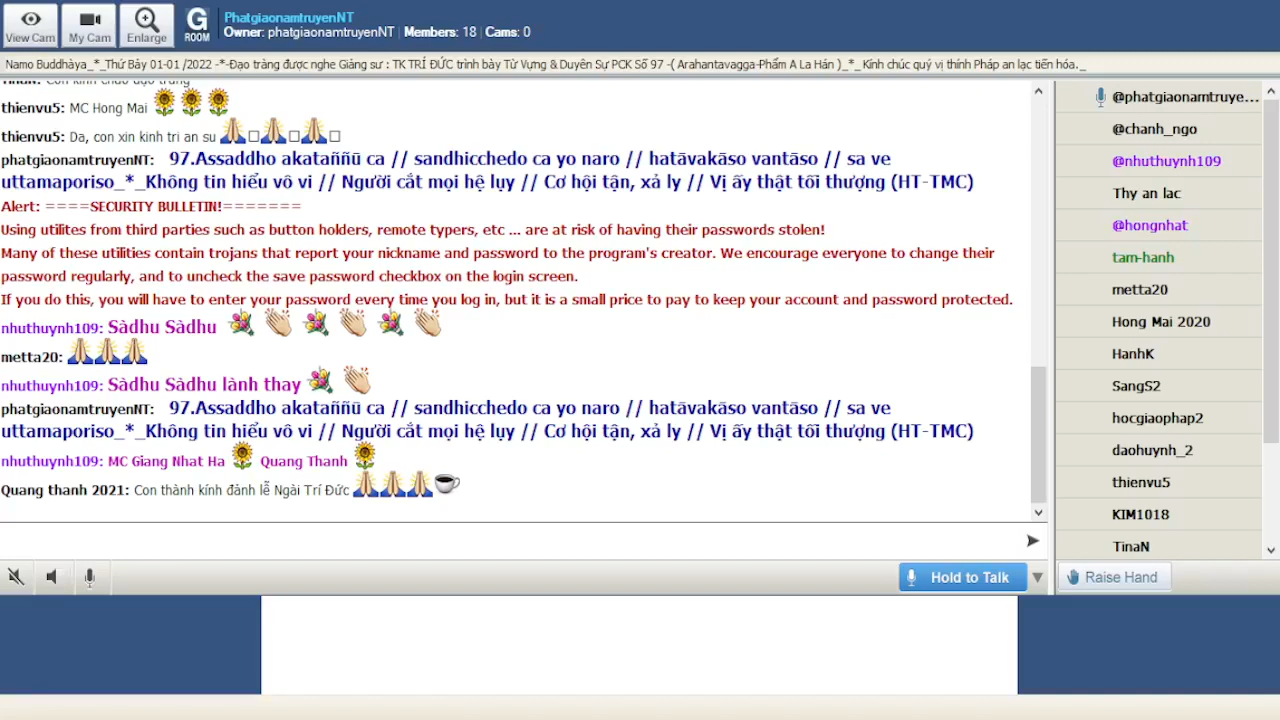 PhatgiaonamtruyenNT
Owner: phatgiaonamtruyenNT | Members: 18 | Cams: 0
View Cam
My Cam
Enlarge
G
ROOM
Namo Buddhàya_*_Thứ Bảy 01-01 /2022 -*-Đạo tràng được nghe Giảng sư : TK TRÍ ĐỨC trình bày Từ Vựng & Duyên Sự PCK Số 97 -( Arahantavagga-Phẩm A La Hán )_*_ Kính chúc quý vị thính Pháp an lạc tiến hóa._
thienvu5: MC Hong Mai
thienvu5: Da, con xin kinh tri an su
phatgiaonamtruyenNT: 97.Assaddho akataññū ca // sandhicchedo ca yo naro // hatāvakāso vantāso // sa ve
uttamaporiso_*_Không tin hiểu vô vi // Người cắt mọi hệ lụy // Cơ hội tận, xả ly // Vị ấy thật tối thượng (HT-TMC)
Alert: ====SECURITY BULLETIN!=======
Using utilites from third parties such as button holders, remote typers, etc ... are at risk of having their passwords stolen!
Many of these utilities contain trojans that report your nickname and password to the program's creator. We encourage everyone to change their
password regularly, and to uncheck the save password checkbox on the login screen.
If you do this, you will have to enter your password every time you log in, but it is a small price to pay to keep your account and password protected.
nhuthuynh109: Sàdhu Sàdhu
metta20:
nhuthuynh109: Sàdhu Sàdhu lành thay
phatgiaonamtruyenNT: 97.Assaddho akataññū ca // sandhicchedo ca yo naro // hatāvakāso vantāso // sa ve
uttamaporiso_*_Không tin hiểu vô vi // Người cắt mọi hệ lụy // Cơ hội tận, xả ly // Vị ấy thật tối thượng (HT-TMC)
nhuthuynh109: MC Giang Nhat Ha Quang Thanh
Quang thanh 2021: Con thành kính đảnh lễ Ngài Trí Đức
Hold to Talk
@phatgiaonamtruye...
@chanh_ngo
@nhuthuynh109
Thy an lac
@hongnhat
tam-hanh
metta20
Hong Mai 2020
HanhK
SangS2
hocgiaophap2
daohuynh_2
thienvu5
KIM1018
TinaN
Raise Hand